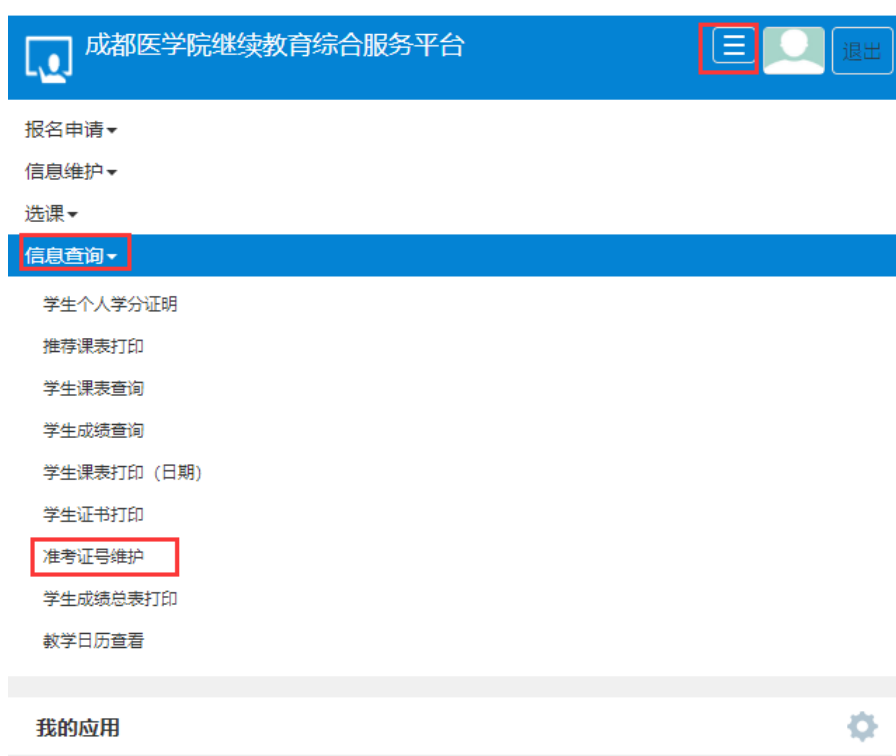 成都医学院继续教育综合服务平台
退出
报名申请
信息维护
选课
信息查询
学生个人学分证明
推荐课表打印
学生课表查询
学生成绩查询
学生课表打印（日期）
学生证书打印
准考证号维护
学生成绩总表打印
教学日历查看
我的应用